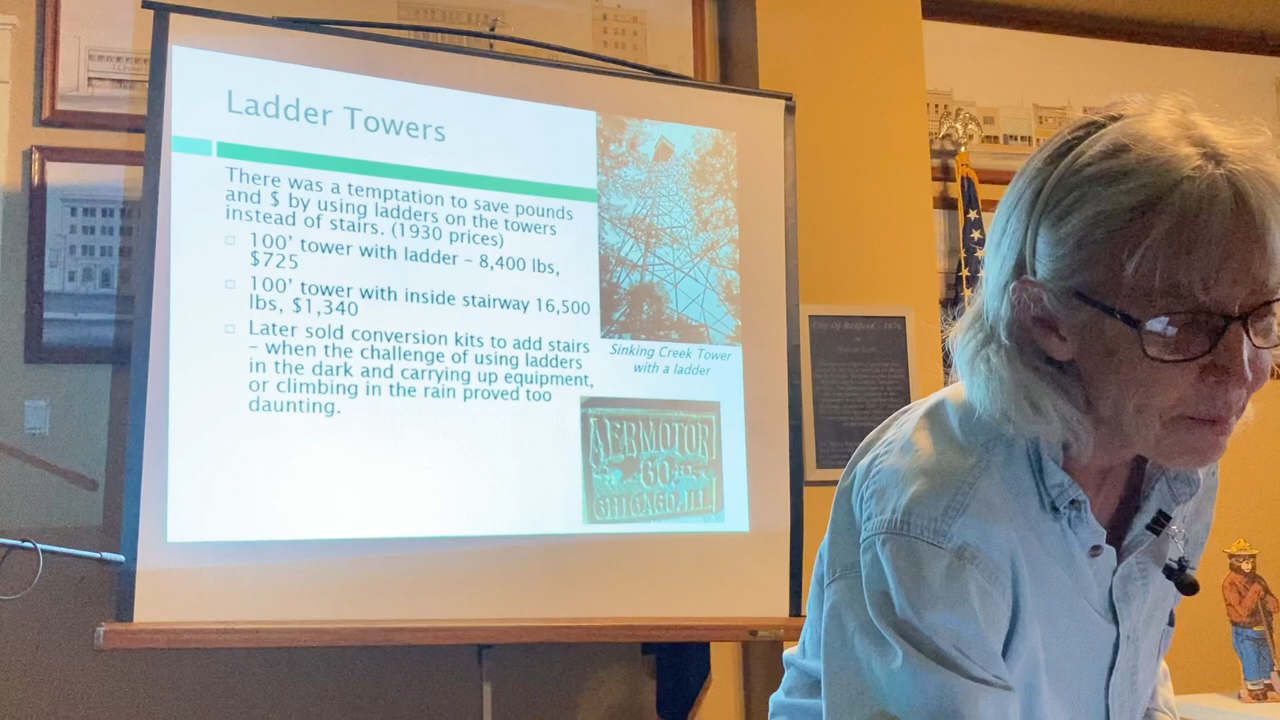 Ladder Towers
There was a temptation to save pounds
and $ by using ladders on the towers
instead of stairs. (1930 prices)
100' tower with ladder – 8,400 lbs,
$725
100' tower with inside stairway 16,500
lbs, $1,340
Later sold conversion kits to add stairs
– when the challenge of using ladders
in the dark and carrying up equipment,
or climbing in the rain proved too
daunting.
Sinking Creek Tower
with a ladder
AERMOTOR
60
CHICAGO, ILL